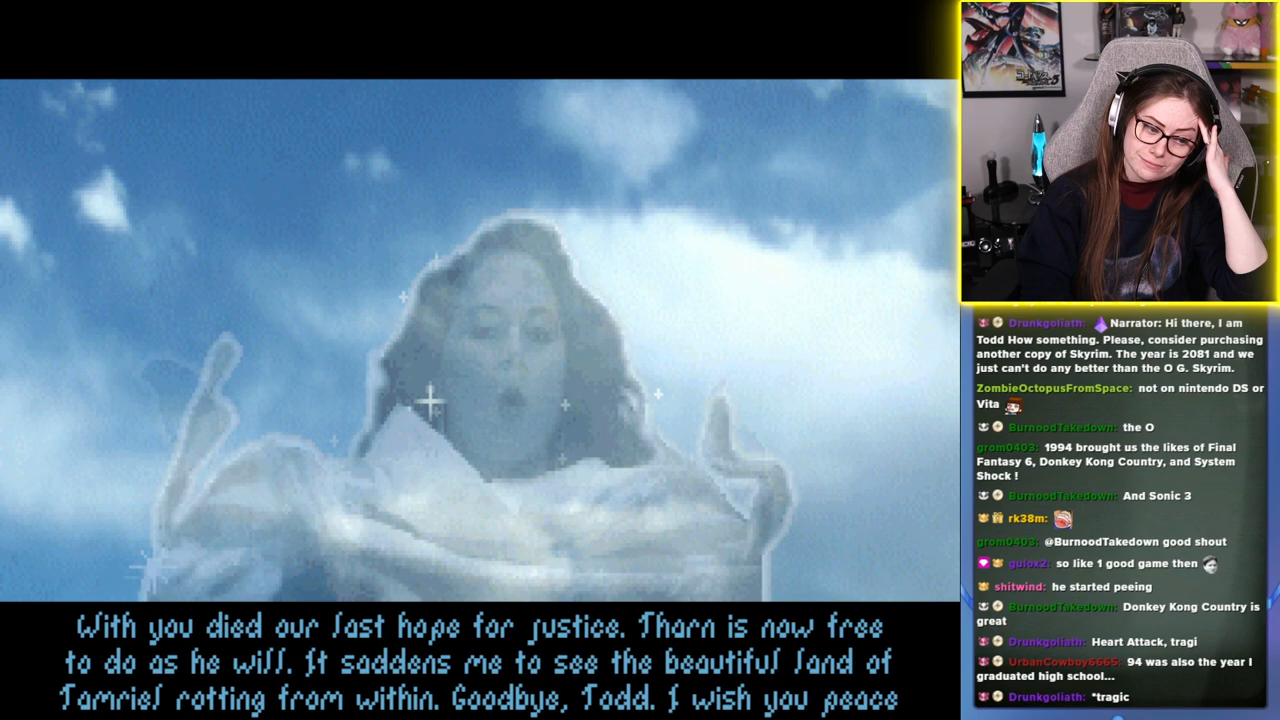 With you died our last hope for justice. Tharn is now free
to do as he will. It saddens me to see the beautiful land of
Tamriel rotting from within. Goodbye, Todd. I wish you peace
Drunkgoliath: Narrator: Hi there, I am
Todd How something. Please, consider purchasing
another copy of Skyrim. The year is 2081 and we
just can't do any better than the O G. Skyrim.
ZombieOctopusFromSpace: not on nintendo DS or
Vita
BurnoodTakedown: the O
grom0403: 1994 brought us the likes of Final
Fantasy 6, Donkey Kong Country, and System
Shock !
BurnoodTakedown: And Sonic 3
rk38m:
grom0403: @BurnoodTakedown good shout
gulox2: so like 1 good game then
shitwind: he started peeing
BurnoodTakedown: Donkey Kong Country is
great
Drunkgoliath: Heart Attack, tragi
UrbanCowboy6665: 94 was also the year I
graduated high school...
Drunkgoliath: *tragic